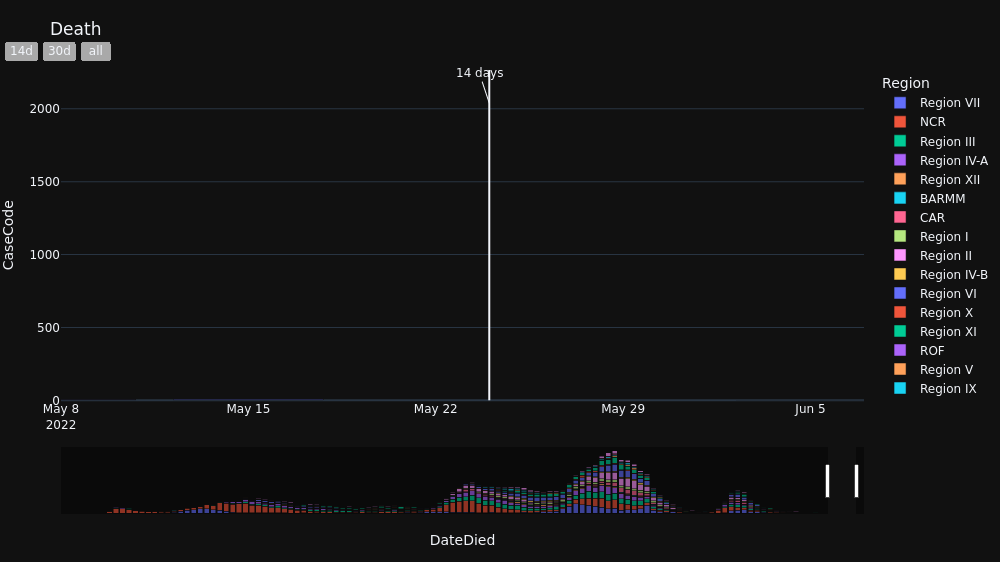 Death
14d 30d all
14 days
2000
1500
1000
500
0
CaseCode
May 8 May 15 May 22 May 29 Jun 5
2022
DateDied
Region
Region VII
NCR
Region III
Region IV-A
Region XII
BARMM
CAR
Region I
Region II
Region IV-B
Region VI
Region X
Region XI
ROF
Region V
Region IX